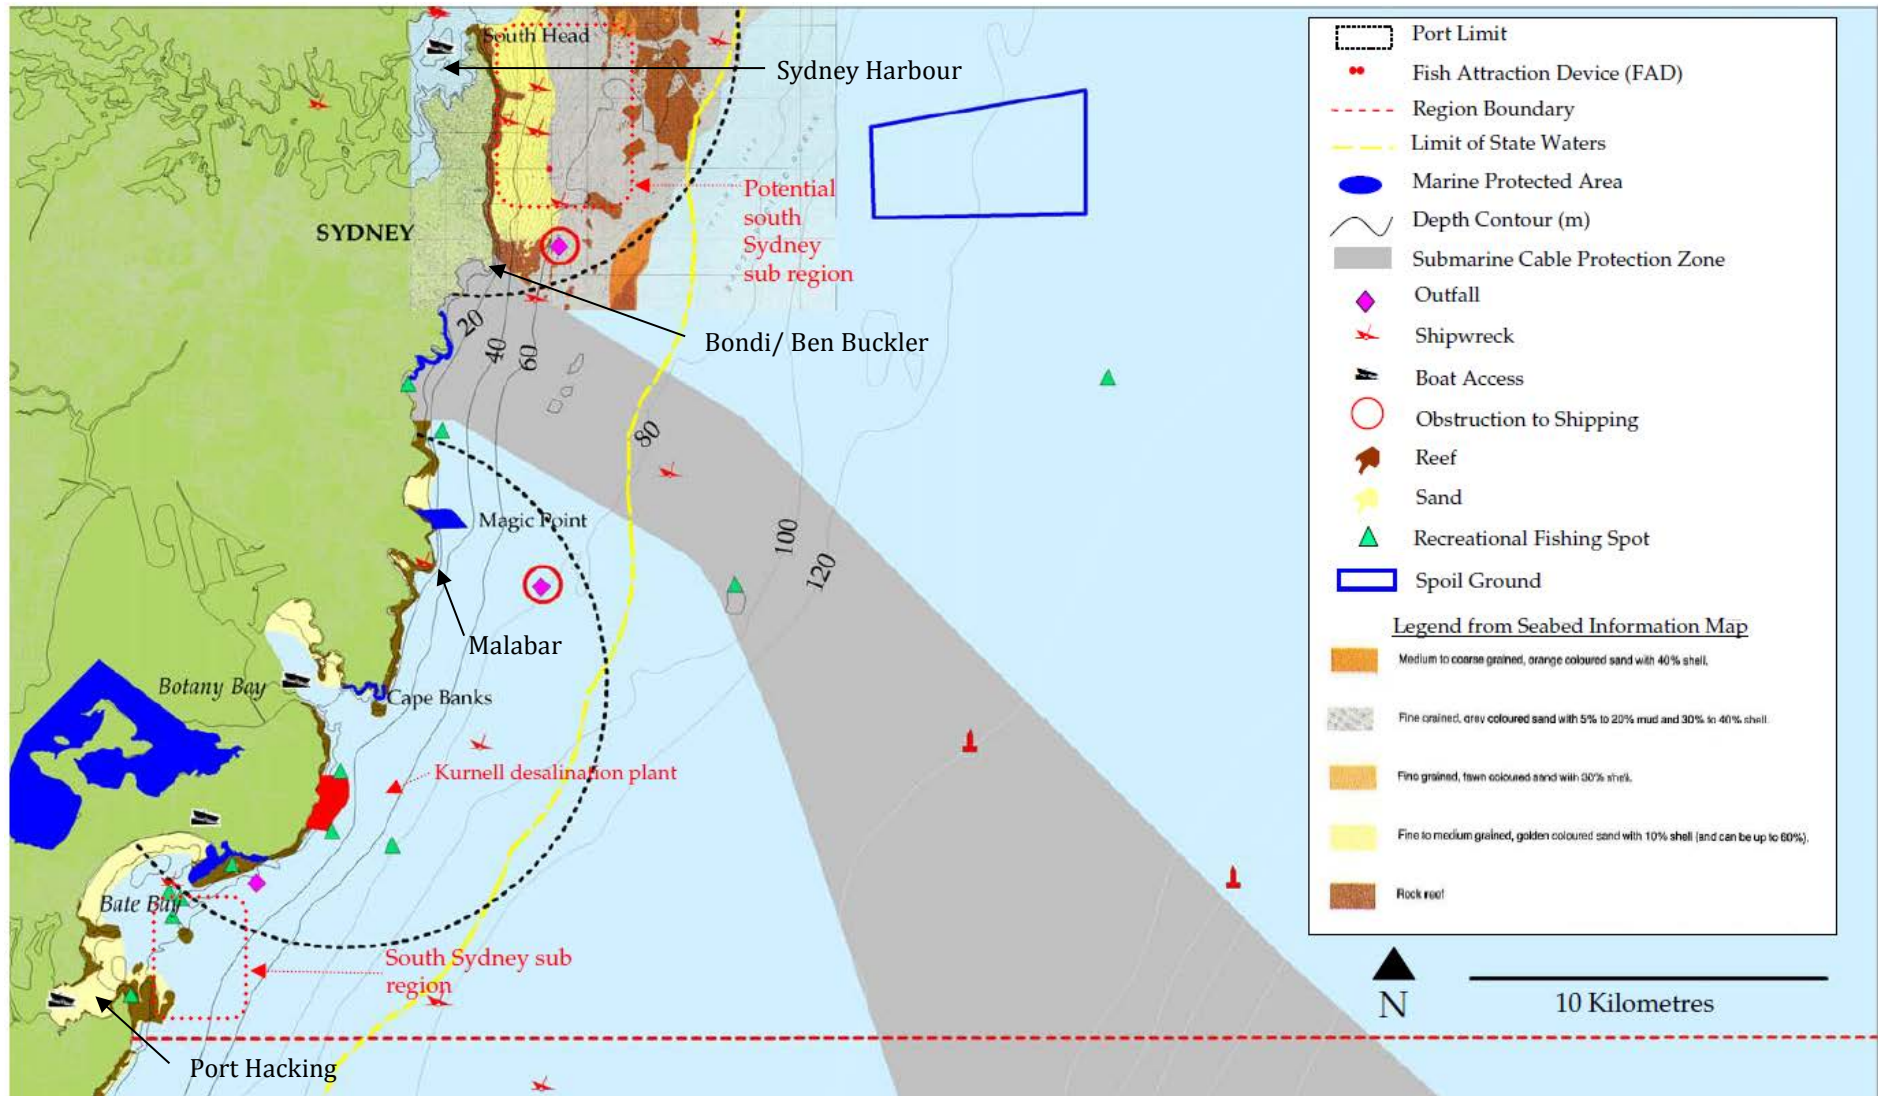 South Head
Sydney Harbour
Potential
south
Sydney
sub region
SYDNEY
20
40
60
Bondi/ Ben Buckler
80
100
120
Magic Point
Malabar
Botany Bay
Cape Banks
Kurnell desalination plant
Bate Bay
South Sydney sub
region
Port Hacking
Port Limit
Fish Attraction Device (FAD)
Region Boundary
Limit of State Waters
Marine Protected Area
Depth Contour (m)
Submarine Cable Protection Zone
Outfall
Shipwreck
Boat Access
Obstruction to Shipping
Reef
Sand
Recreational Fishing Spot
Spoil Ground
Legend from Seabed Information Map
Medium to coarse grained, orange coloured sand with 40% shell.
Fine grained, grey coloured sand with 5% to 20% mud and 30% to 40% shell.
Fine grained, fawn coloured sand with 30% shell.
Fine to medium grained, golden coloured sand with 10% shell (and can be up to 60%).
Rock reef
N
10 Kilometres